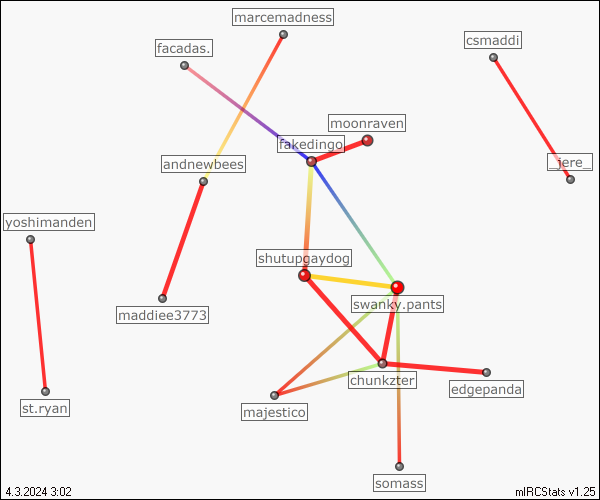 marcemadness
facadas.
csmaddi
moonraven
fakedingo
andnewbees
_jere_
yoshimanden
shutupgaydog
swanky.pants
maddiee3773
chunkzter
edgepanda
st.ryan
majestico
somass
4.3.2024 3:02
mIRCStats v1.25